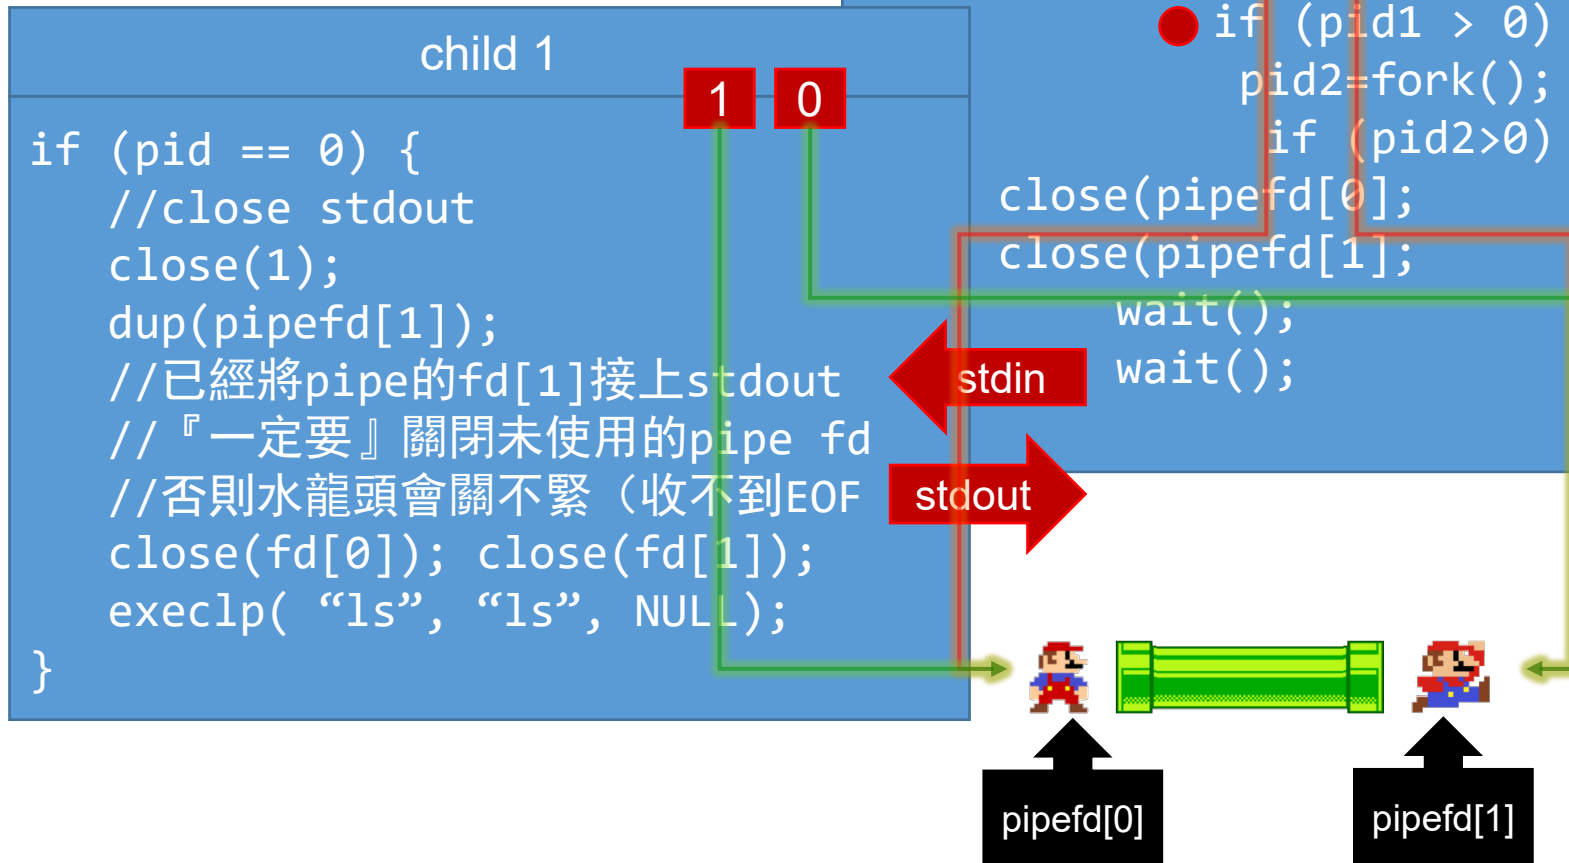 child 1
1 0
if (pid == 0) {
//close stdout
close(1);
dup(pipefd[1]);
//已經將pipe的fd[1]接上stdout
//『一定要』關閉未使用的pipe fd
//否則水龍頭會關不緊（收不到EOF
close(fd[0]); close(fd[1]);
execlp( “ls”, “ls”, NULL);
}
if (pid1 > 0)
pid2=fork();
if (pid2>0)
close(pipefd[0];
close(pipefd[1];
wait();
wait();
stdin
stdout
pipefd[0]
pipefd[1]